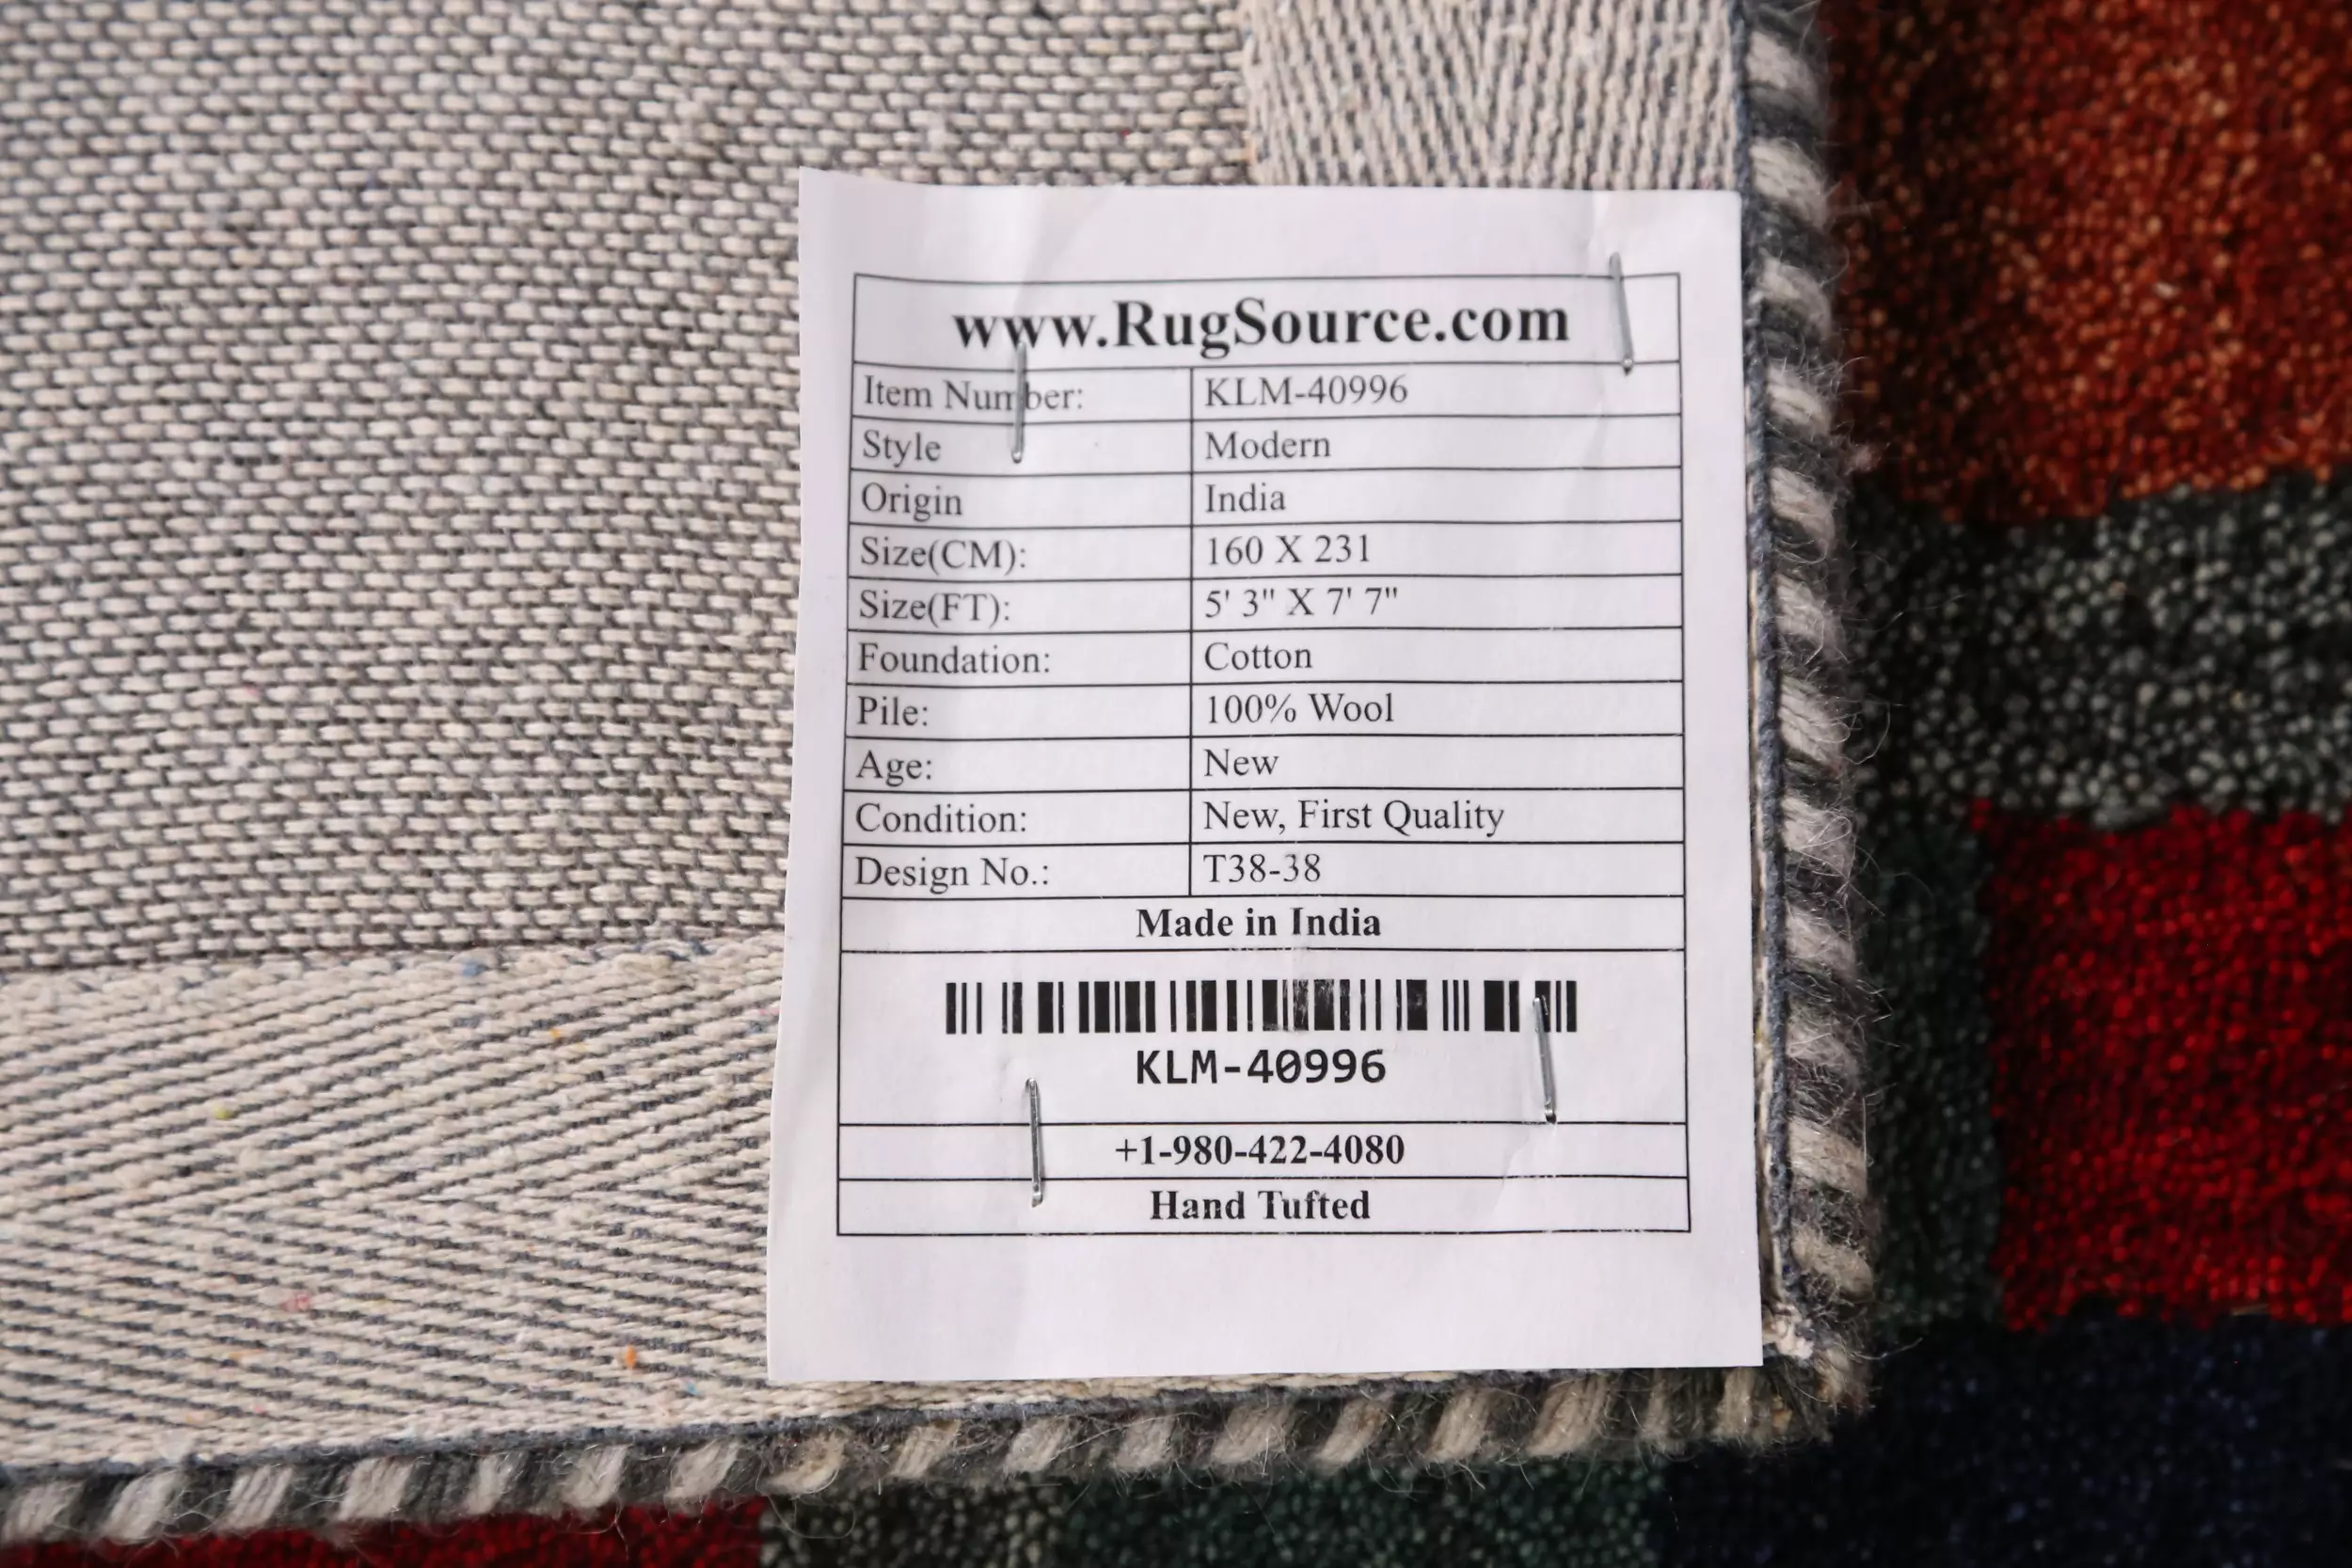 www.RugSource.com
Item Number: KLM-40996
Style Modern
Origin India
Size(CM): 160 X 231
Size(FT): 5' 3" X 7' 7"
Foundation: Cotton
Pile: 100% Wool
Age: New
Condition: New, First Quality
Design No.: T38-38
Made in India
KLM-40996
+1-980-422-4080
Hand Tufted